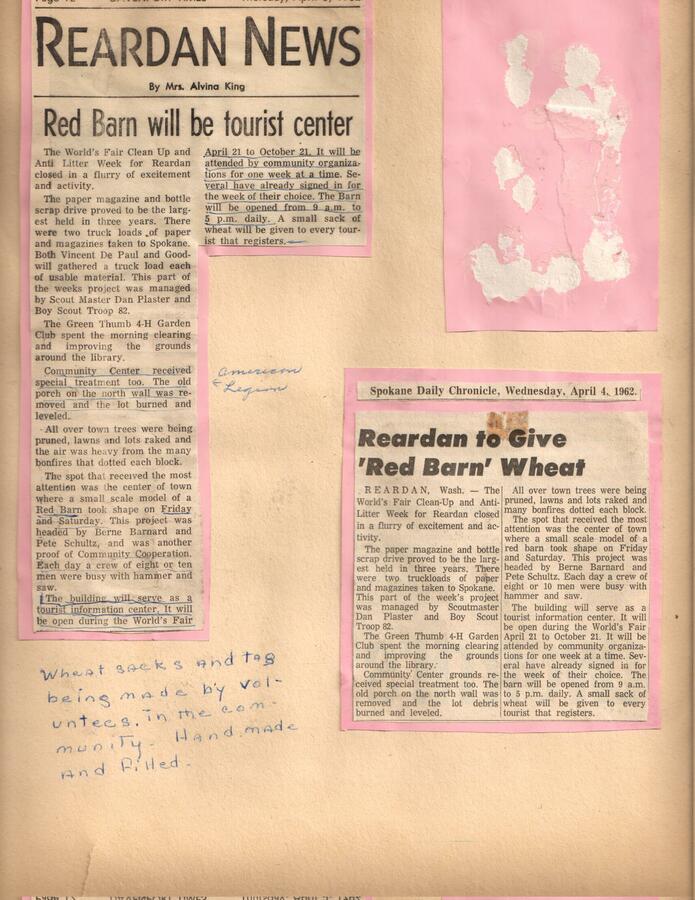 REARDAN NEWS
By Mrs. Alvina King
Red Barn will be tourist center
The World's Fair Clean Up and
Anti Litter Week for Reardan
closed in a flurry of excitement
and activity.
The paper magazine and bottle
scrap drive proved to be the larg-
est held in three years. There
were two truck loads of paper
and magazines taken to Spokane.
Both Vincent De Paul and Good-
will gathered a truck load each
of usable material. This part of
the weeks project was managed
by Scout Master Dan Plaster and
Boy Scout Troop 82.
The Green Thumb 4-H Garden
Club spent the morning clearing
and improving the grounds
around the library.
Community Center received
special treatment too. The old
porch on the north wall was re-
moved and the lot burned and
leveled.
All over town trees were being
pruned, lawns and lots raked and
the air was heavy from the many
bonfires that dotted each block.
The spot that received the most
attention was the center of town
where a small scale model of a
Red Barn took shape on Friday
and Saturday. This project was
headed by Berne Barnard and
Pete Schultz, and was another
proof of Community Cooperation.
Each day a crew of eight or ten
men were busy with hammer and
saw.
The building will serve as a
tourist information center. It will
be open during the World's Fair
April 21 to October 21. It will be
attended by community organiza-
tions for one week at a time. Se-
veral have already signed in for
the week of their choice. The Barn
will be opened from 9 a.m. to
5 p.m. daily. A small sack of
wheat will be given to every tour-
ist that registers.
American
Legion
Wheat sacks and tag
being made by vol-
untees, in the com-
munity. Hand made
and filled.
Spokane Daily Chronicle, Wednesday, April 4, 1962.
Reardan to Give
'Red Barn' Wheat
REARDAN, Wash. — The
World's Fair Clean-Up and Anti-
Litter Week for Reardan closed
in a flurry of excitement and ac-
tivity.
The paper magazine and bottle
scrap drive proved to be the larg-
est held in three years. There
were two truckloads of paper
and magazines taken to Spokane.
This part of the week's project
was managed by Scoutmaster
Dan Plaster and Boy Scout
Troop 82.
The Green Thumb 4-H Garden
Club spent the morning clearing
and improving the grounds
around the library.
Community Center grounds re-
ceived special treatment too. The
old porch on the north wall was
removed and the lot debris
burned and leveled.
All over town trees were being
pruned, lawns and lots raked and
many bonfires dotted each block.
The spot that received the most
attention was the center of town
where a small scale model of a
red barn took shape on Friday
and Saturday. This project was
headed by Berne Barnard and
Pete Schultz. Each day a crew of
eight or 10 men were busy with
hammer and saw.
The building will serve as a
tourist information center. It will
be open during the World's Fair
April 21 to October 21. It will be
attended by community organiza-
tions for one week at a time. Sev-
eral have already signed in for
the week of their choice. The
barn will be opened from 9 a.m.
to 5 p.m. daily. A small sack of
wheat will be given to every
tourist that registers.